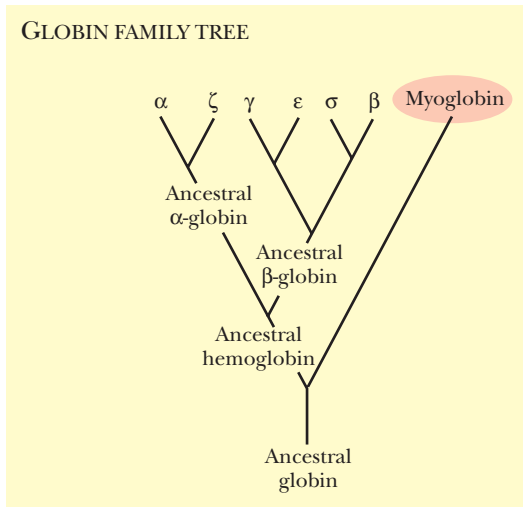 GLOBIN FAMILY TREE
α ζ γ ε σ β Myoglobin
Ancestral
α-globin
Ancestral
β-globin
Ancestral
hemoglobin
Ancestral
globin